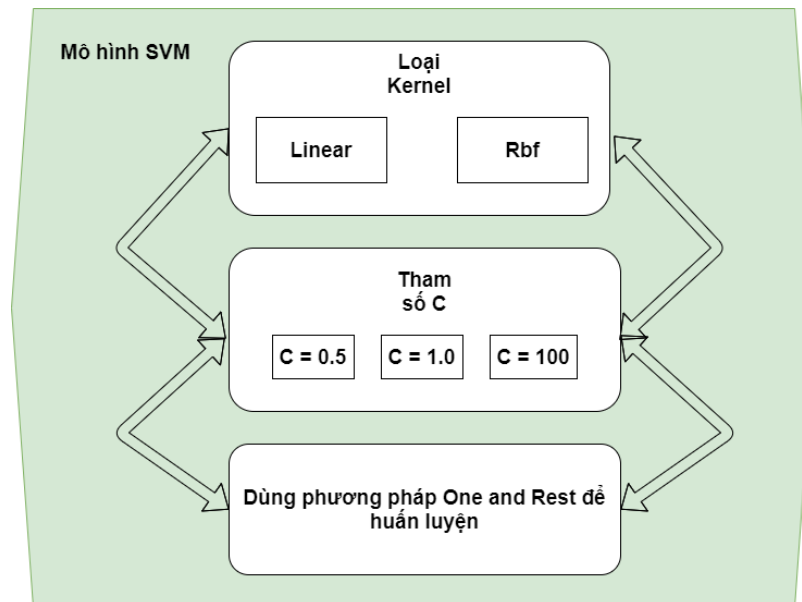 Mô hình SVM
Loại
Kernel
Linear
Rbf
Tham
số C
C = 0.5
C = 1.0
C = 100
Dùng phương pháp One and Rest để
huấn luyện